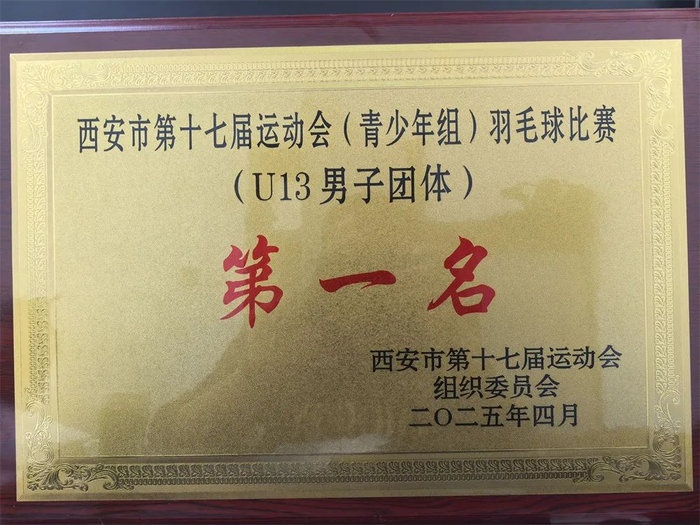 西安市第十七届运动会（青少年组）羽毛球比赛
（U13男子团体）
第一名
西安市第十七届运动会
组织委员会
二〇二五年四月